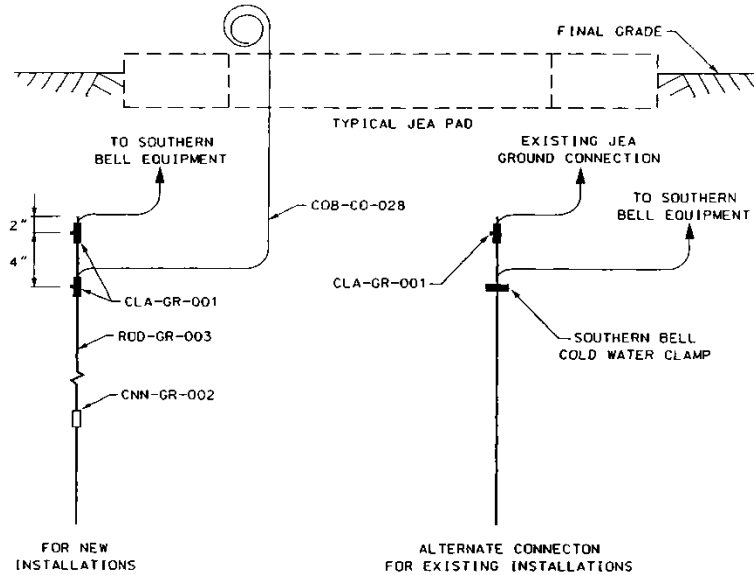 FINAL GRADE
TYPICAL JEA PAD
TO SOUTHERN
BELL EQUIPMENT
EXISTING JEA
GROUND CONNECTION
TO SOUTHERN
BELL EQUIPMENT
2"
4"
COB-CO-028
CLA-GR-001
CLA-GR-001
ROD-GR-003
SOUTHERN BELL
COLD WATER CLAMP
CNN-GR-002
FOR NEW
INSTALLATIONS
ALTERNATE CONNECTON
FOR EXISTING INSTALLATIONS